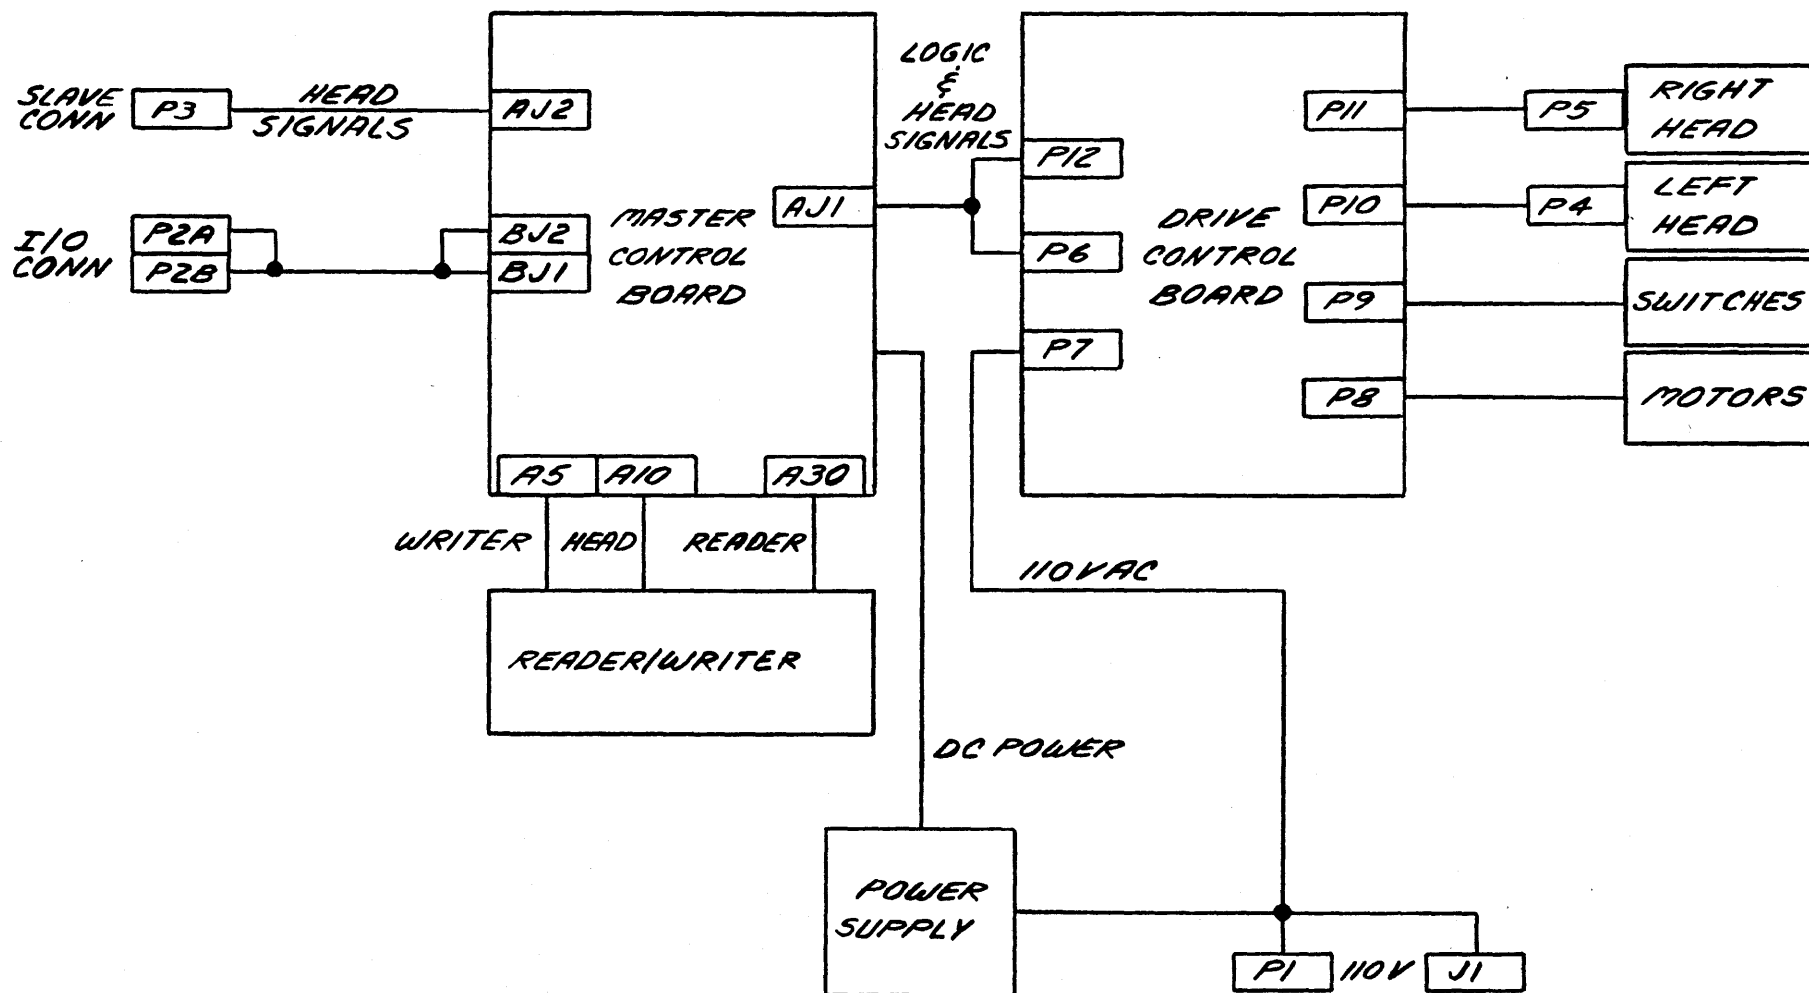 SLAVE
CONN
P3
HEAD
SIGNALS
AJ2
I/O
CONN
P2A
P2B
BJ2
BJ1
MASTER
CONTROL
BOARD
AJ1
A5
A10
A30
WRITER
HEAD
READER
READER/WRITER
LOGIC
&
HEAD
SIGNALS
P12
P6
P7
DRIVE
CONTROL
BOARD
P11
P10
P9
P8
P5
RIGHT
HEAD
P4
LEFT
HEAD
SWITCHES
MOTORS
110VAC
DC POWER
POWER
SUPPLY
P1
110V
J1